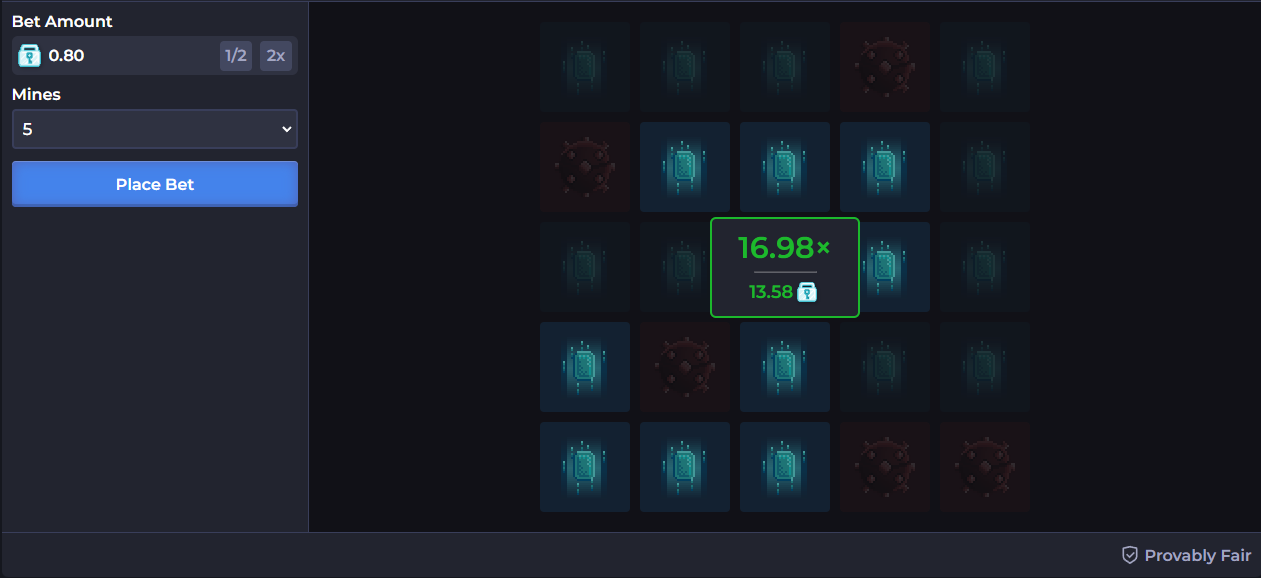 Bet Amount
0.80 1/2 2x
Mines
5
Place Bet
16.98×
13.58
Provably Fair